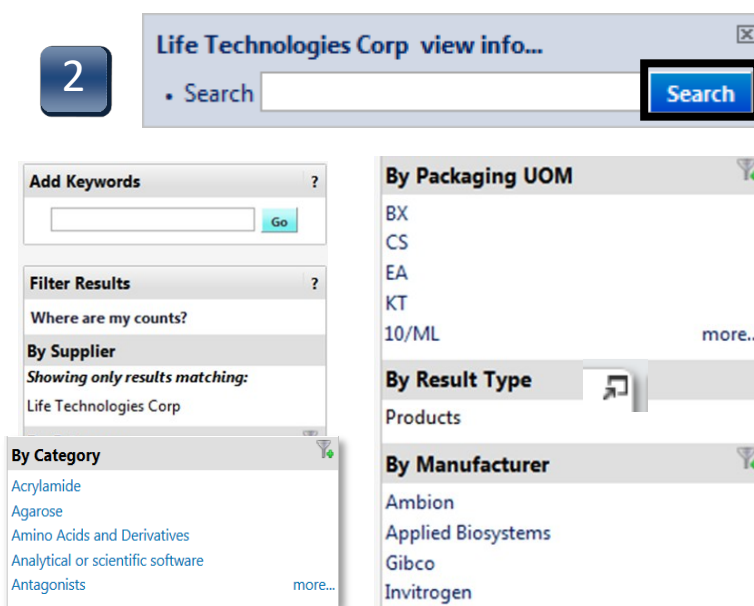 2
Life Technologies Corp view info...
• Search
Search
Add Keywords ?
Go
Filter Results ?
Where are my counts?
By Supplier
Showing only results matching:
Life Technologies Corp
By Category
Acrylamide
Agarose
Amino Acids and Derivatives
Analytical or scientific software
Antagonists more...
By Packaging UOM
BX
CS
EA
KT
10/ML more..
By Result Type
Products
By Manufacturer
Ambion
Applied Biosystems
Gibco
Invitrogen